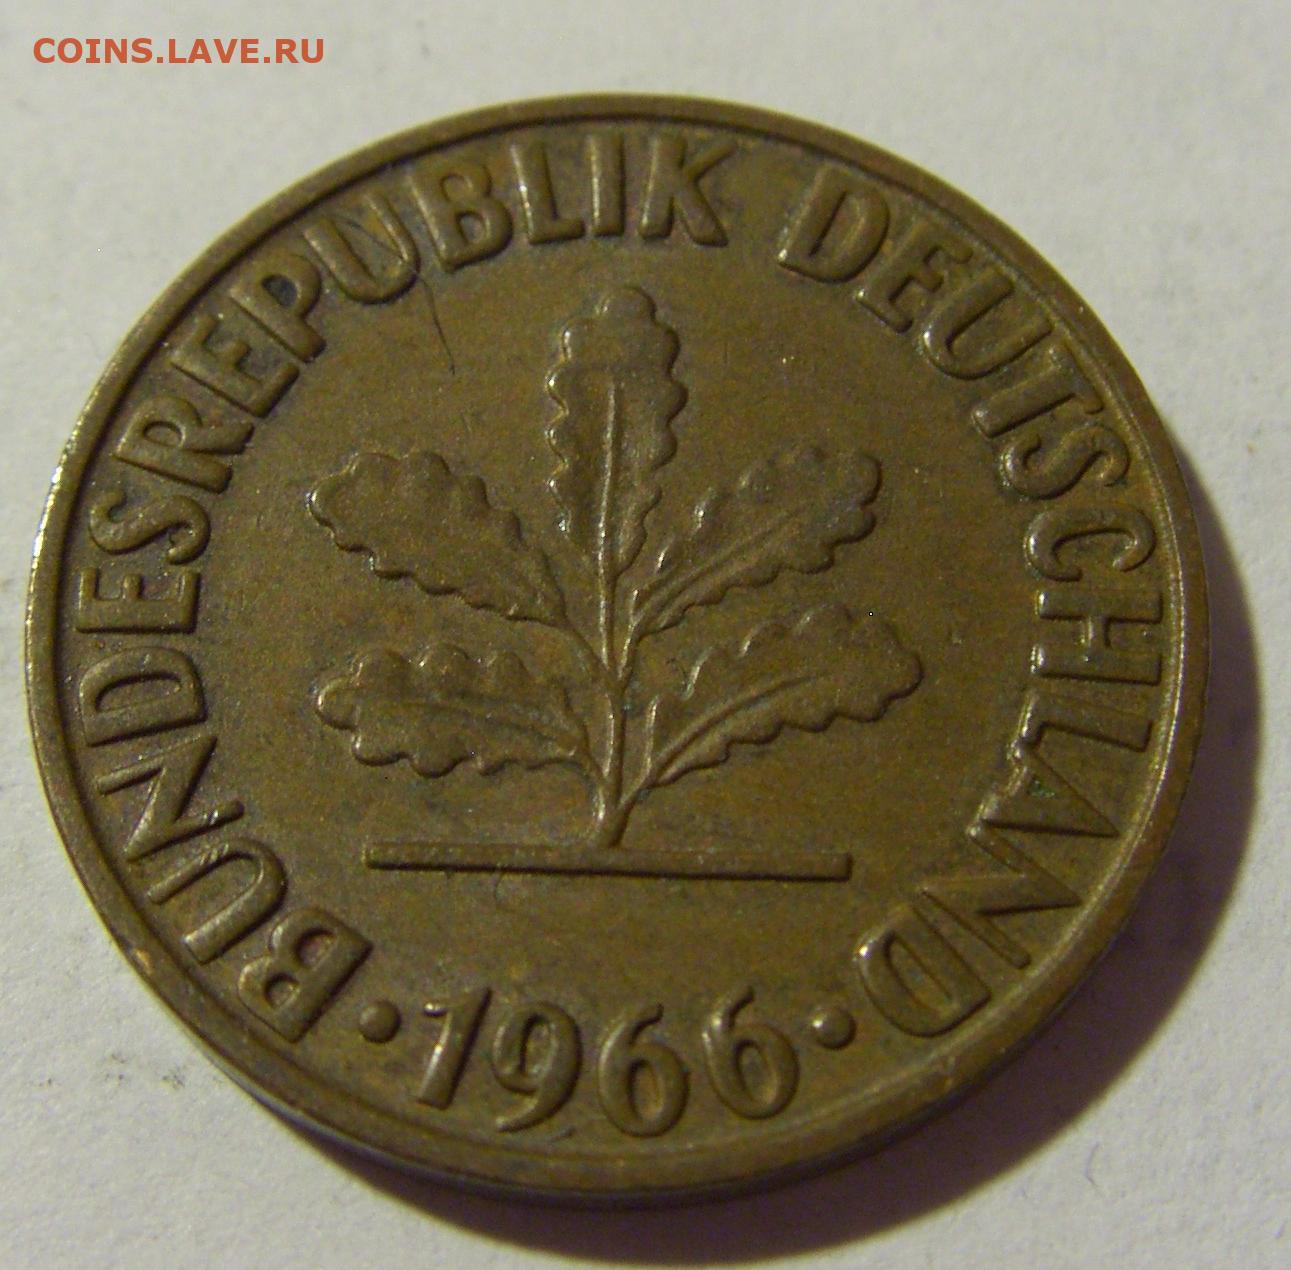 COINS.LAVE.RU
BUNDESREPUBLIK DEUTSCHLAND
· 1966 ·